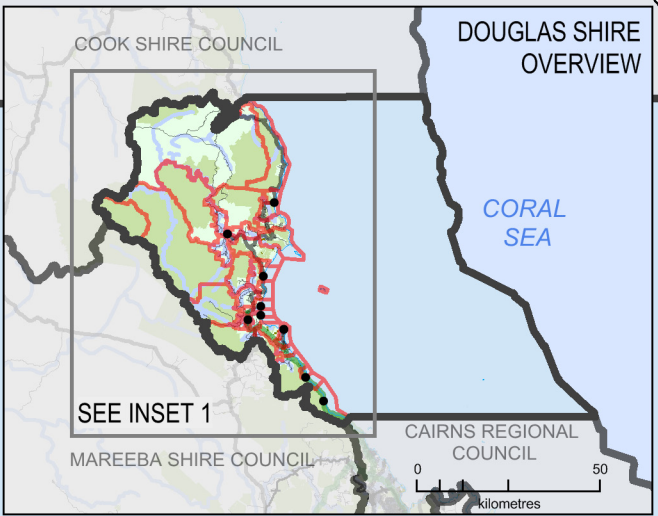 DOUGLAS SHIRE
OVERVIEW
COOK SHIRE COUNCIL
CORAL
SEA
SEE INSET 1
CAIRNS REGIONAL
COUNCIL
MAREEBA SHIRE COUNCIL
0 50
kilometres